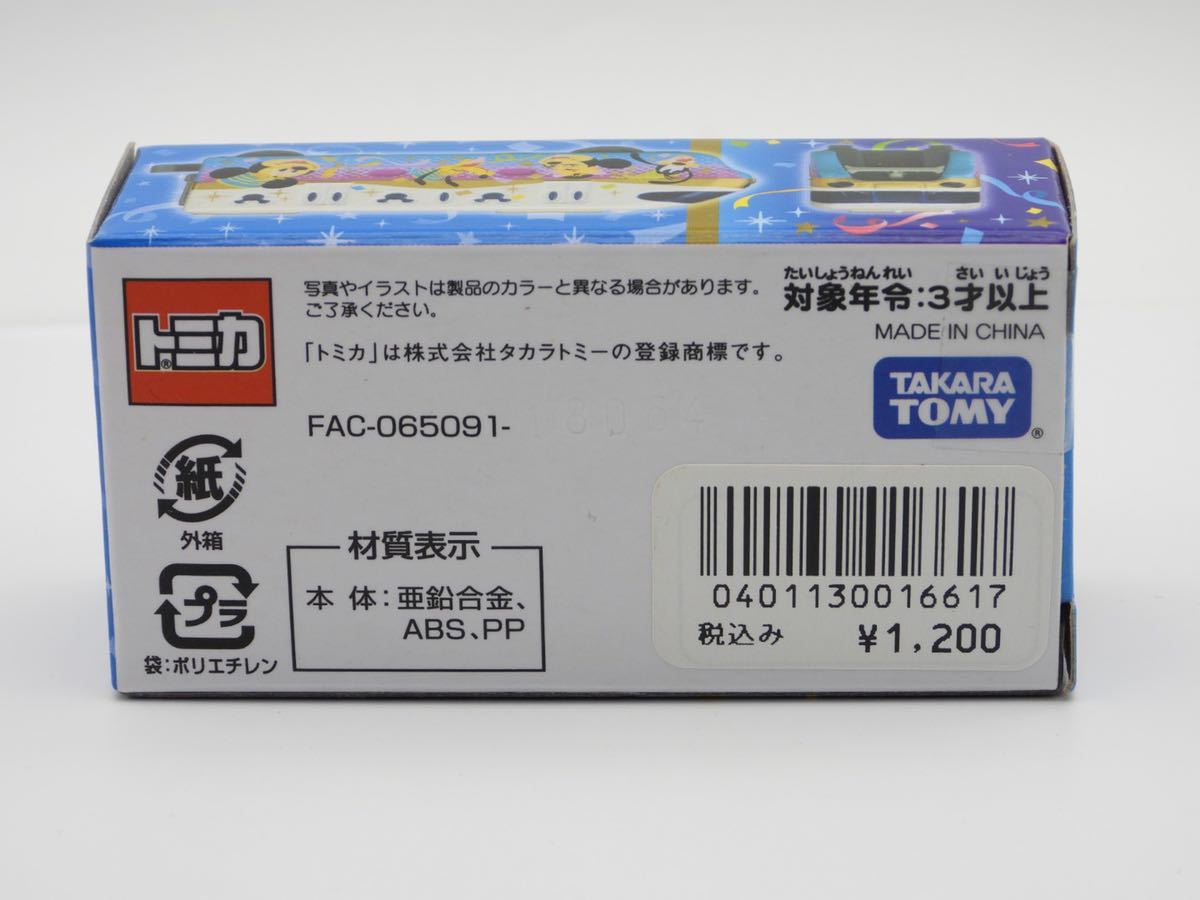 トミカ®
写真やイラストは製品のカラーと異なる場合があります。
ご了承ください。
「トミカ」は株式会社タカラトミーの登録商標です。
FAC-065091-
たいしょうねんれい さい いじょう
対象年令:3才以上
MADE IN CHINA
TAKARA
TOMY®
紙
外箱
プラ
袋:ポリエチレン
材質表示
本 体:亜鉛合金、
ABS、PP
0401130016617
税込み ¥1,200